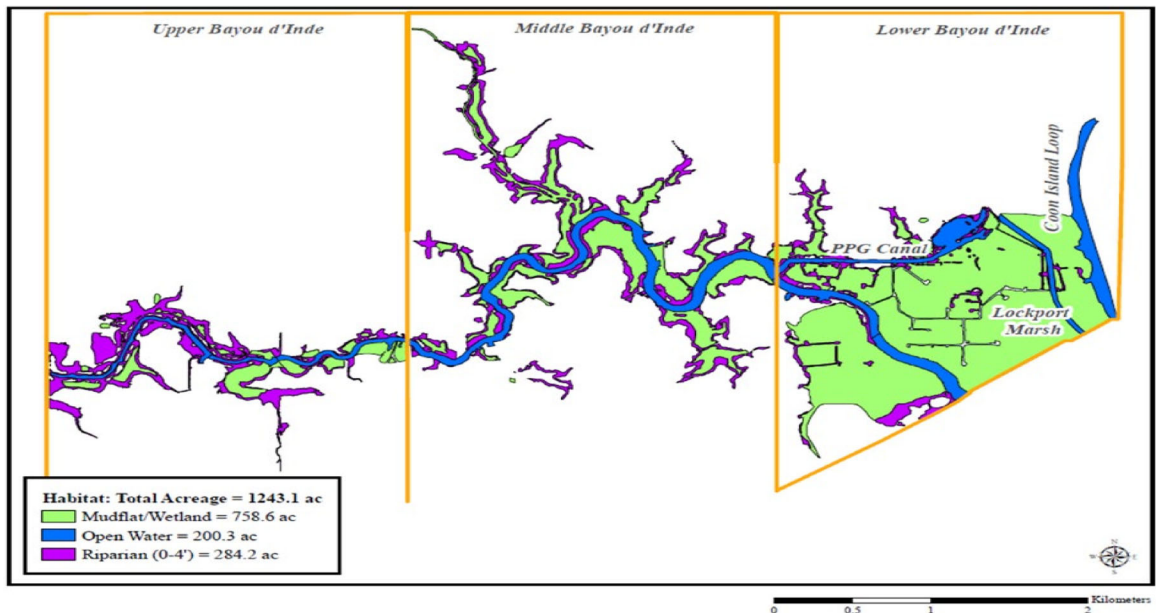 Upper Bayou d'Inde
Middle Bayou d'Inde
Lower Bayou d'Inde
Coon Island Loop
PPG Canal
Lockport
Marsh
Habitat: Total Acreage = 1243.1 ac
Mudflat/Wetland = 758.6 ac
Open Water = 200.3 ac
Riparian (0-4') = 284.2 ac
N
W E
S
Kilometers
0 0.5 1 2